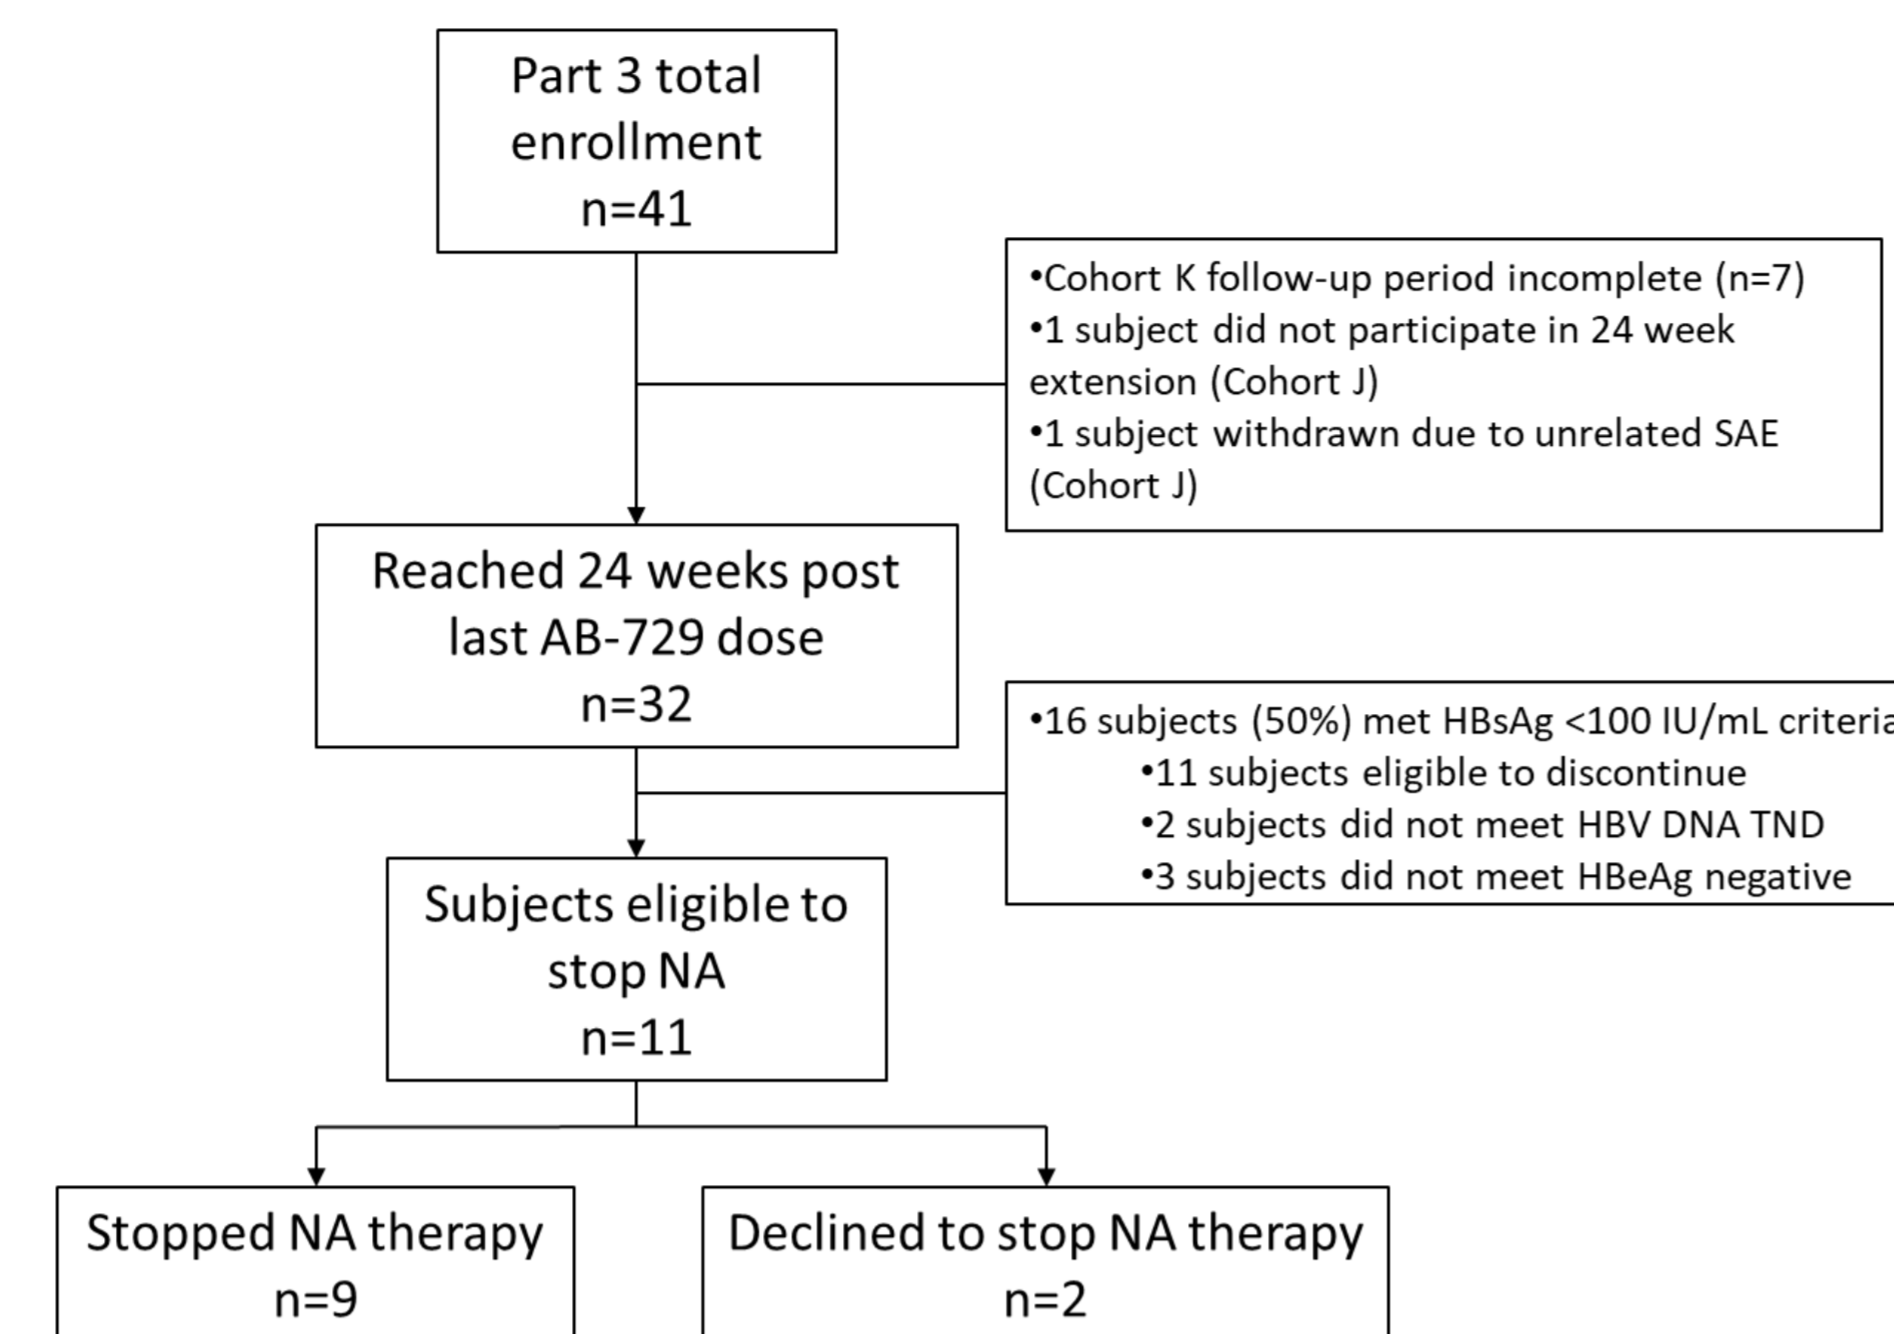 Part 3 total
enrollment
n=41
•Cohort K follow-up period incomplete (n=7)
•1 subject did not participate in 24 week
extension (Cohort J)
•1 subject withdrawn due to unrelated SAE
(Cohort J)
Reached 24 weeks post
last AB-729 dose
n=32
•16 subjects (50%) met HBsAg <100 IU/mL criteria
•11 subjects eligible to discontinue
•2 subjects did not meet HBV DNA TND
•3 subjects did not meet HBeAg negative
Subjects eligible to
stop NA
n=11
Stopped NA therapy
n=9
Declined to stop NA therapy
n=2